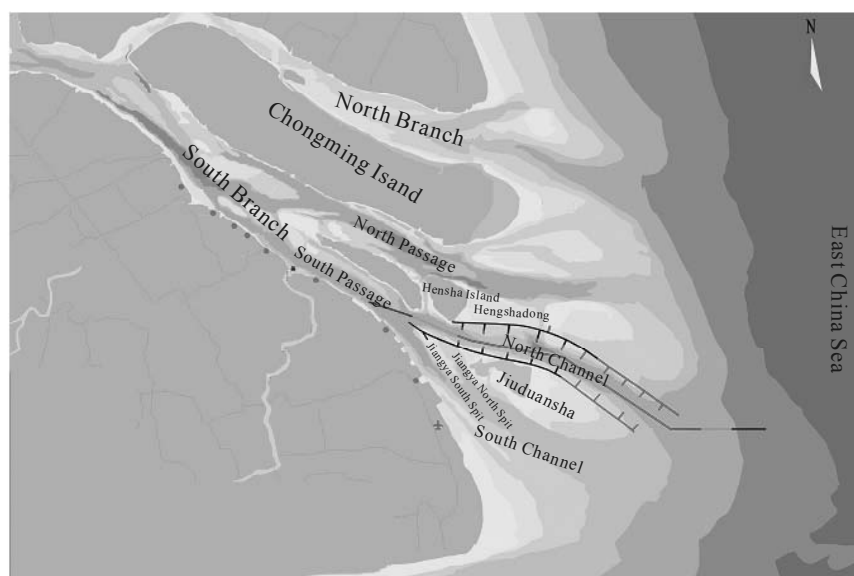 N
North Branch
Chongming Isand
South Branch
North Passage
South Passage
Hensha Island
Hengshadong
North Channel
Jiangya North Spit
Jiangya South Spit
Jiuduansha
South Channel
East China Sea